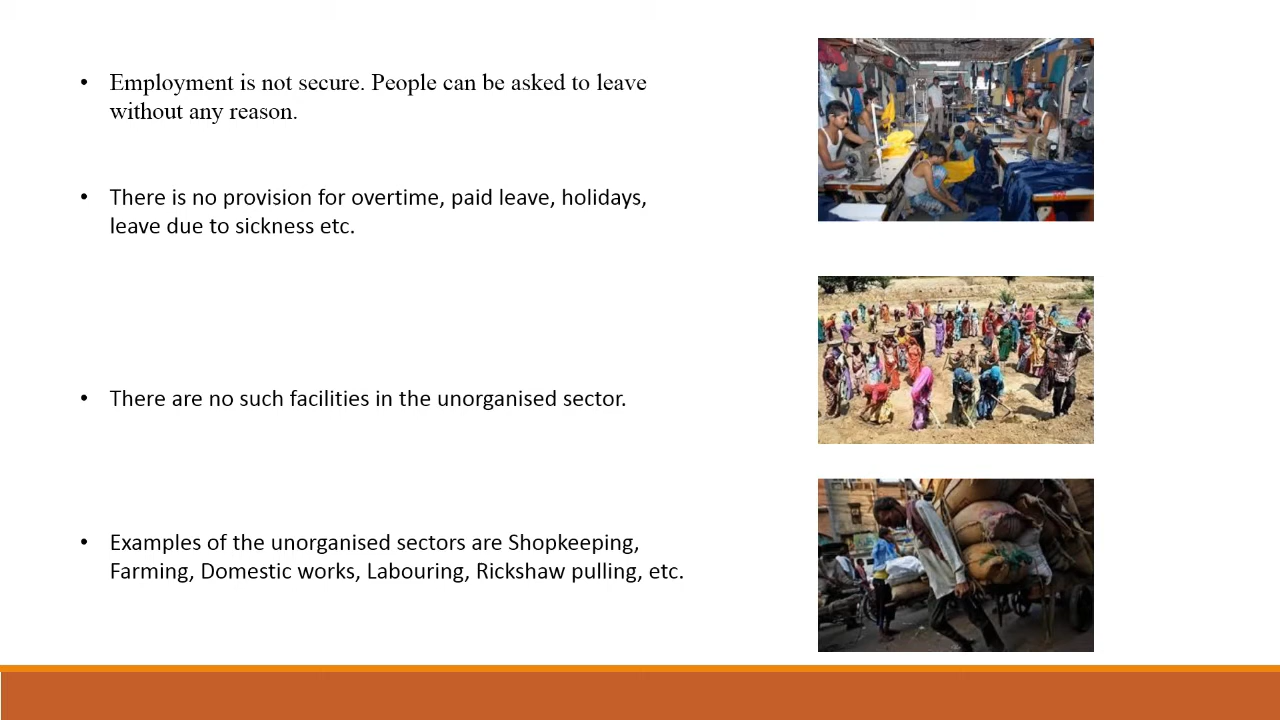 • Employment is not secure. People can be asked to leave
without any reason.
• There is no provision for overtime, paid leave, holidays,
leave due to sickness etc.
• There are no such facilities in the unorganised sector.
• Examples of the unorganised sectors are Shopkeeping,
Farming, Domestic works, Labouring, Rickshaw pulling, etc.